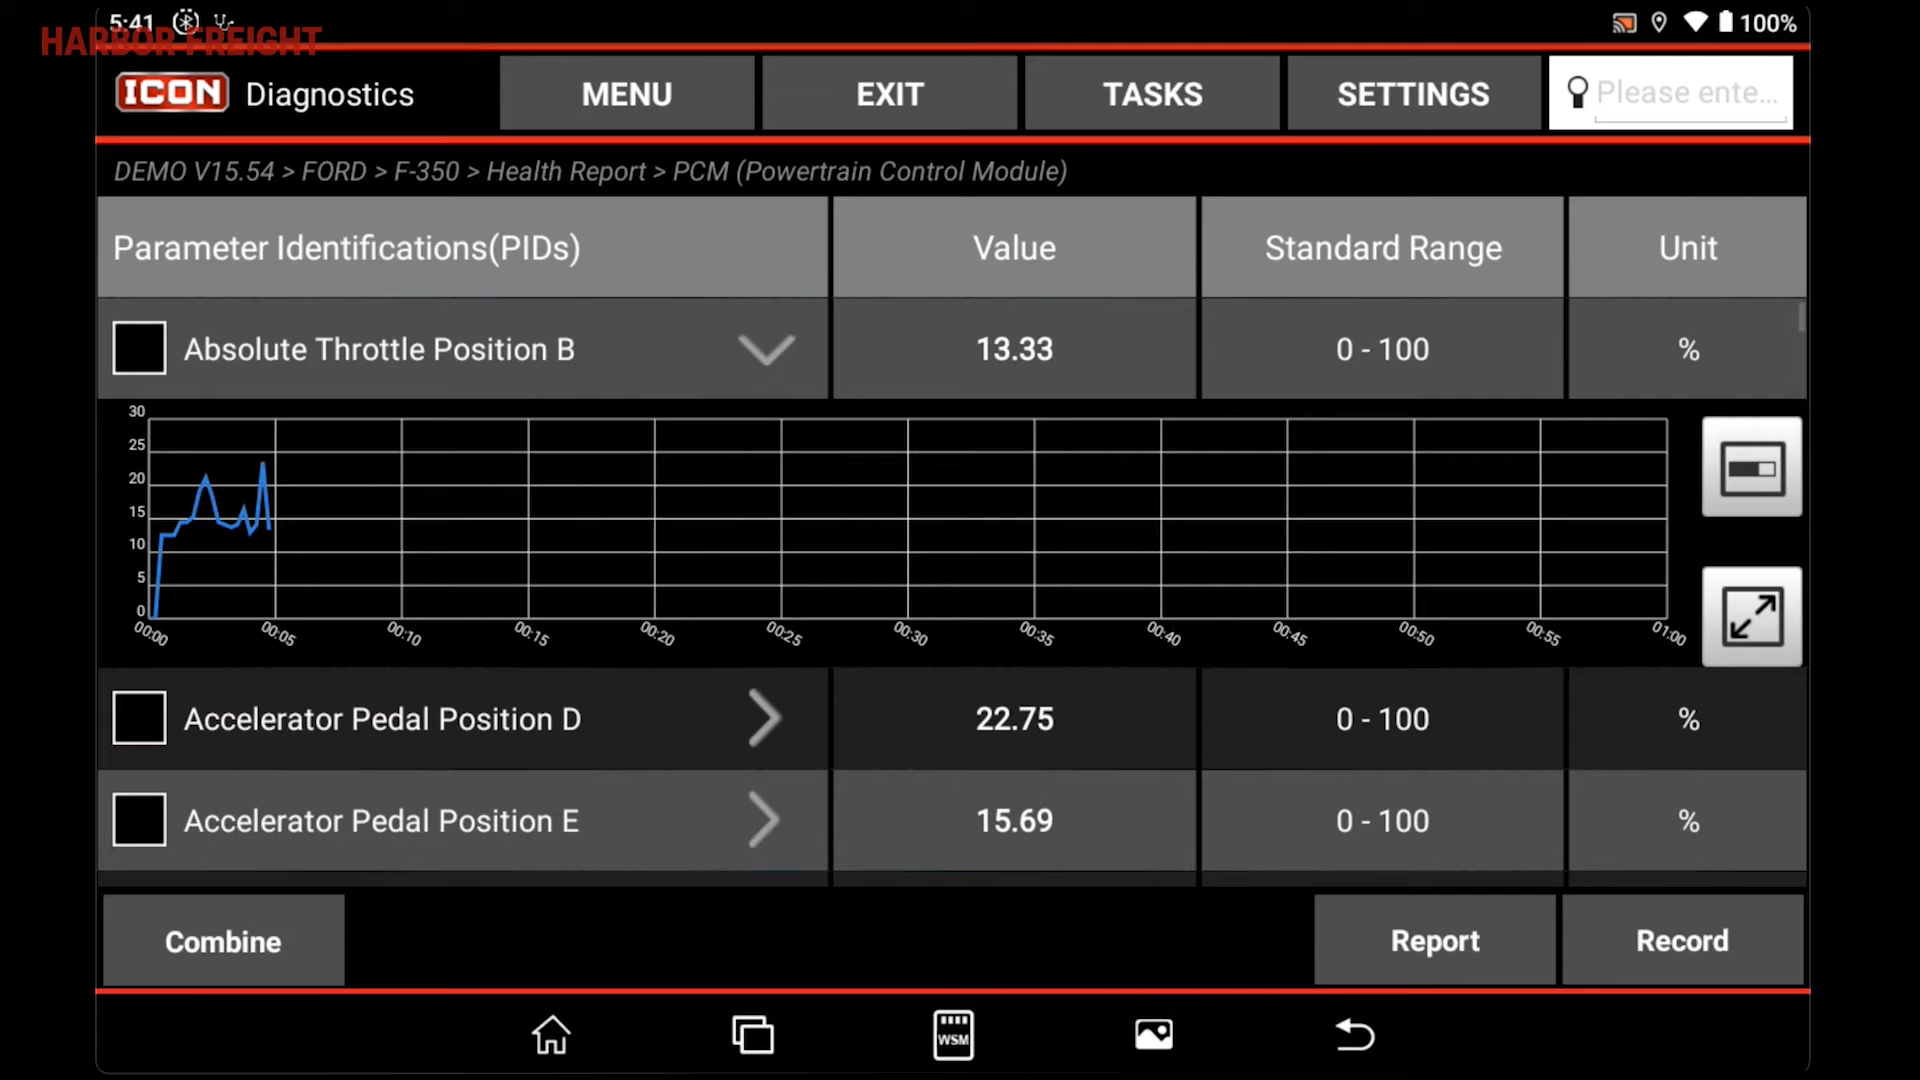 5:41
100%
HARBOR FREIGHT
ICON Diagnostics MENU EXIT TASKS SETTINGS Please ente...
DEMO V15.54 > FORD > F-350 > Health Report > PCM (Powertrain Control Module)
Parameter Identifications(PIDs) Value Standard Range Unit
Absolute Throttle Position B 13.33 0 - 100 %
30
25
20
15
10
5
0
00:00 00:05 00:10 00:15 00:20 00:25 00:30 00:35 00:40 00:45 00:50 00:55 01:00
Accelerator Pedal Position D 22.75 0 - 100 %
Accelerator Pedal Position E 15.69 0 - 100 %
Combine Report Record
WSM